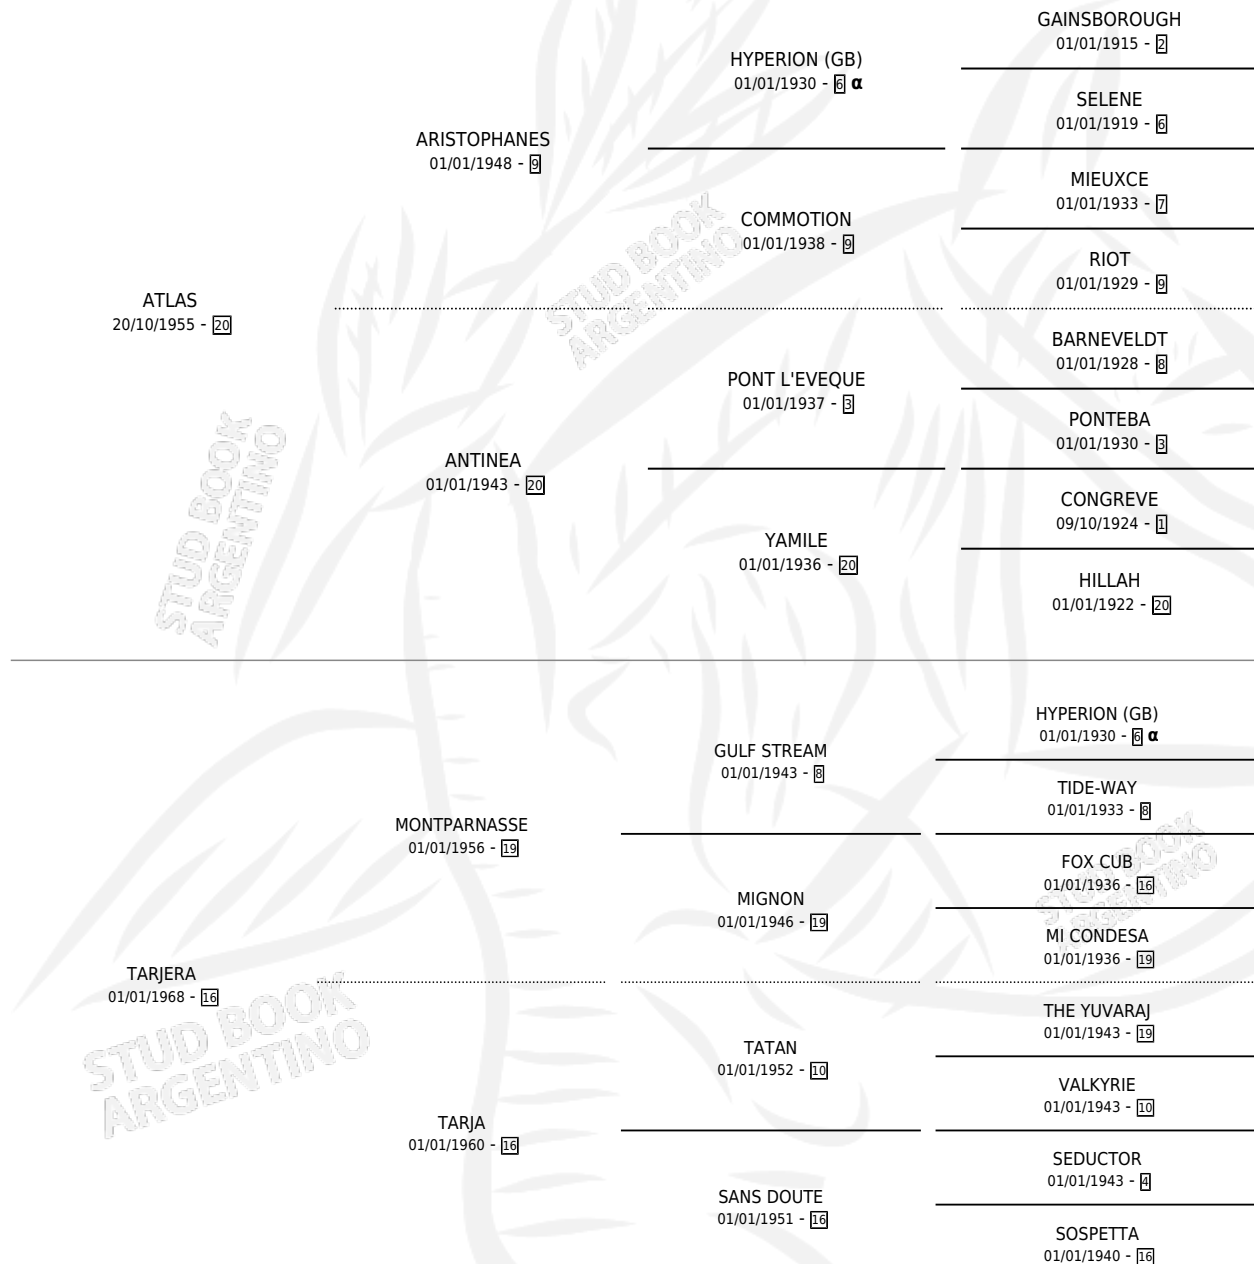 GAINSBOROUGH
01/01/1915 - 2
HYPERION (GB)
01/01/1930 - 6 α
SELENE
01/01/1919 - 6
ARISTOPHANES
01/01/1948 - 9
MIEUXCE
01/01/1933 - 7
COMMOTION
01/01/1938 - 9
RIOT
01/01/1929 - 9
ATLAS
20/10/1955 - 20
BARNEVELDT
01/01/1928 - 8
PONT L'EVEQUE
01/01/1937 - 3
PONTEBA
01/01/1930 - 3
ANTINEA
01/01/1943 - 20
CONGREVE
09/10/1924 - 1
YAMILE
01/01/1936 - 20
HILLAH
01/01/1922 - 20
HYPERION (GB)
01/01/1930 - 6 α
GULF STREAM
01/01/1943 - 8
TIDE-WAY
01/01/1933 - 8
MONTPARNASSE
01/01/1956 - 19
FOX CUB
01/01/1936 - 16
MIGNON
01/01/1946 - 19
MI CONDESA
01/01/1936 - 19
TARJERA
01/01/1968 - 16
THE YUVARAJ
01/01/1943 - 19
TATAN
01/01/1952 - 10
VALKYRIE
01/01/1943 - 10
TARJA
01/01/1960 - 16
SEDUCTOR
01/01/1943 - 4
SANS DOUTE
01/01/1951 - 16
SOSPETTA
01/01/1940 - 16
STUD BOOK
ARGENTINO
STUD BOOK
ARGENTINO
STUD BOOK
ARGENTINO
STUD BOOK
ARGENTINO